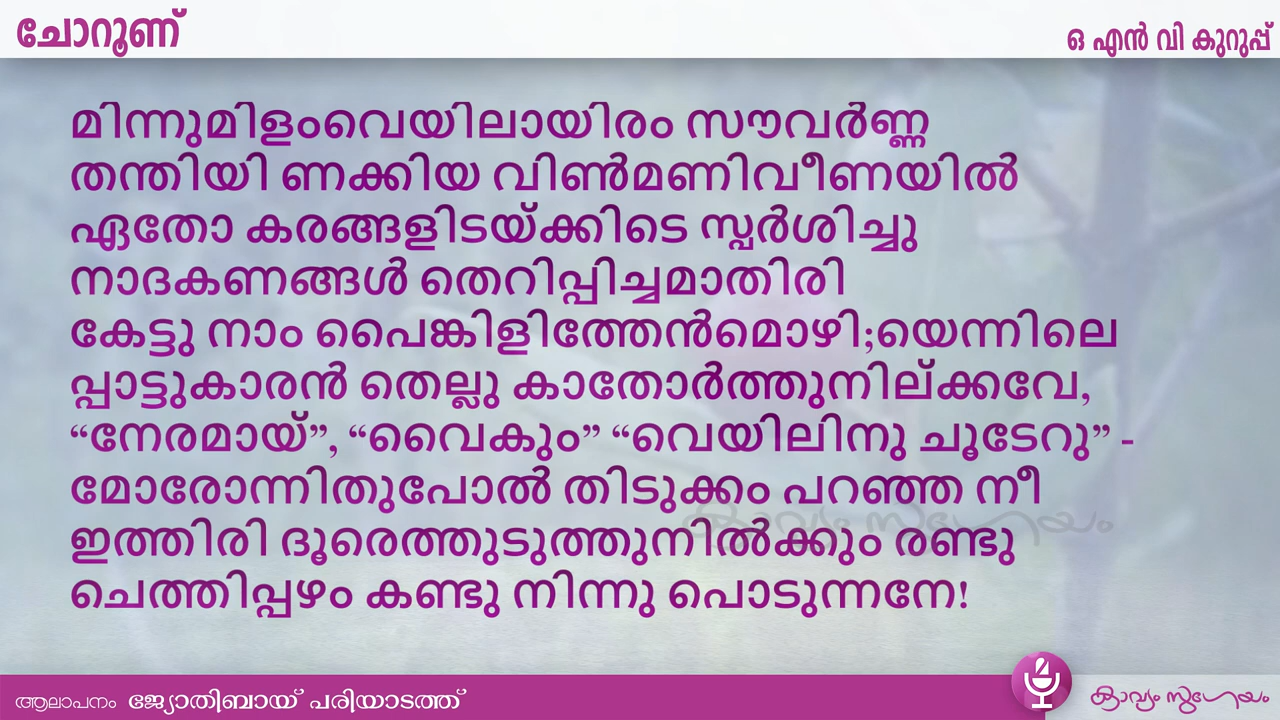 ചോറൂണ്
ഒ എൻ വി കുറുപ്പ്
മിന്നുമിളംവെയിലായിരം സൗവർണ്ണ
തന്തിയി ണക്കിയ വിൺമണിവീണയിൽ
ഏതോ കരങ്ങളിടയ്ക്കിടെ സ്പർശിച്ചു
നാദകണങ്ങൾ തെറിപ്പിച്ചമാതിരി
കേട്ടു നാം പൈങ്കിളിത്തേൻമൊഴി;യെന്നിലെ
പ്പാട്ടുകാരൻ തെല്ലു കാതോർത്തുനില്ക്കവേ,
“നേരമായ്”, “വൈകും” “വെയിലിനു ചൂടേറു” -
മോരോന്നിതുപോൽ തിടുക്കം പറഞ്ഞ നീ
ഇത്തിരി ദൂരെത്തുടുത്തുനിൽക്കും രണ്ടു
ചെത്തിപ്പഴം കണ്ടു നിന്നു പൊടുന്നനേ!
കാവ്യം സുഗേയം
ആലാപനം ജ്യോതിബായ് പരിയാടത്ത്
കാവ്യം സുഗേയം